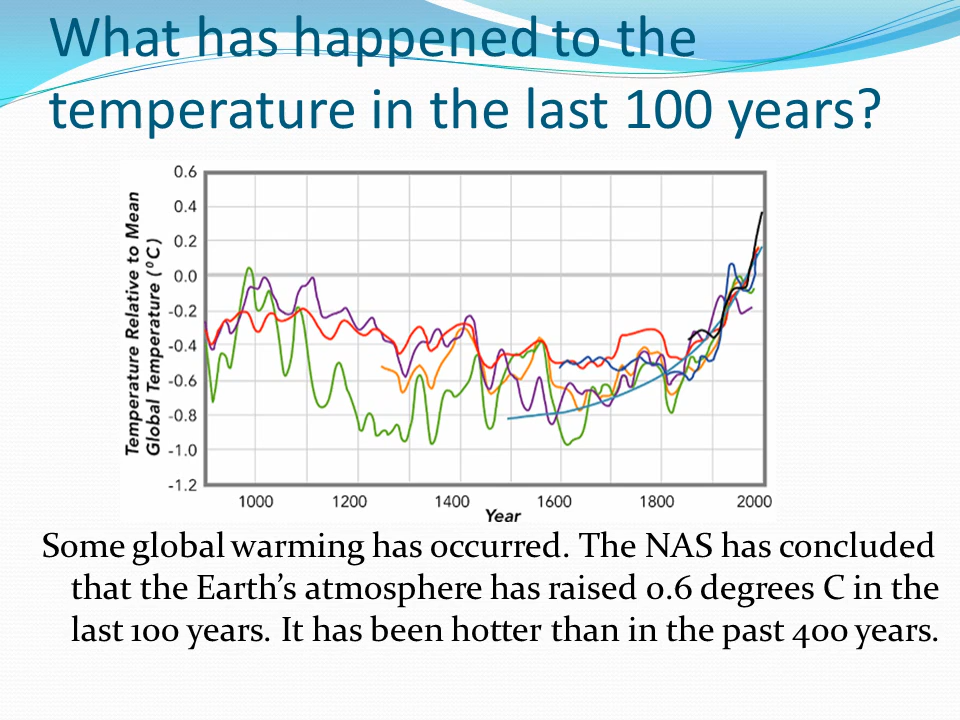 What has happened to the
temperature in the last 100 years?
0.6
0.4
0.2
0.0
-0.2
-0.4
-0.6
-0.8
-1.0
-1.2
Temperature Relative to Mean
Global Temperature (°C)
1000 1200 1400 1600 1800 2000
Year
Some global warming has occurred. The NAS has concluded
that the Earth's atmosphere has raised 0.6 degrees C in the
last 100 years. It has been hotter than in the past 400 years.